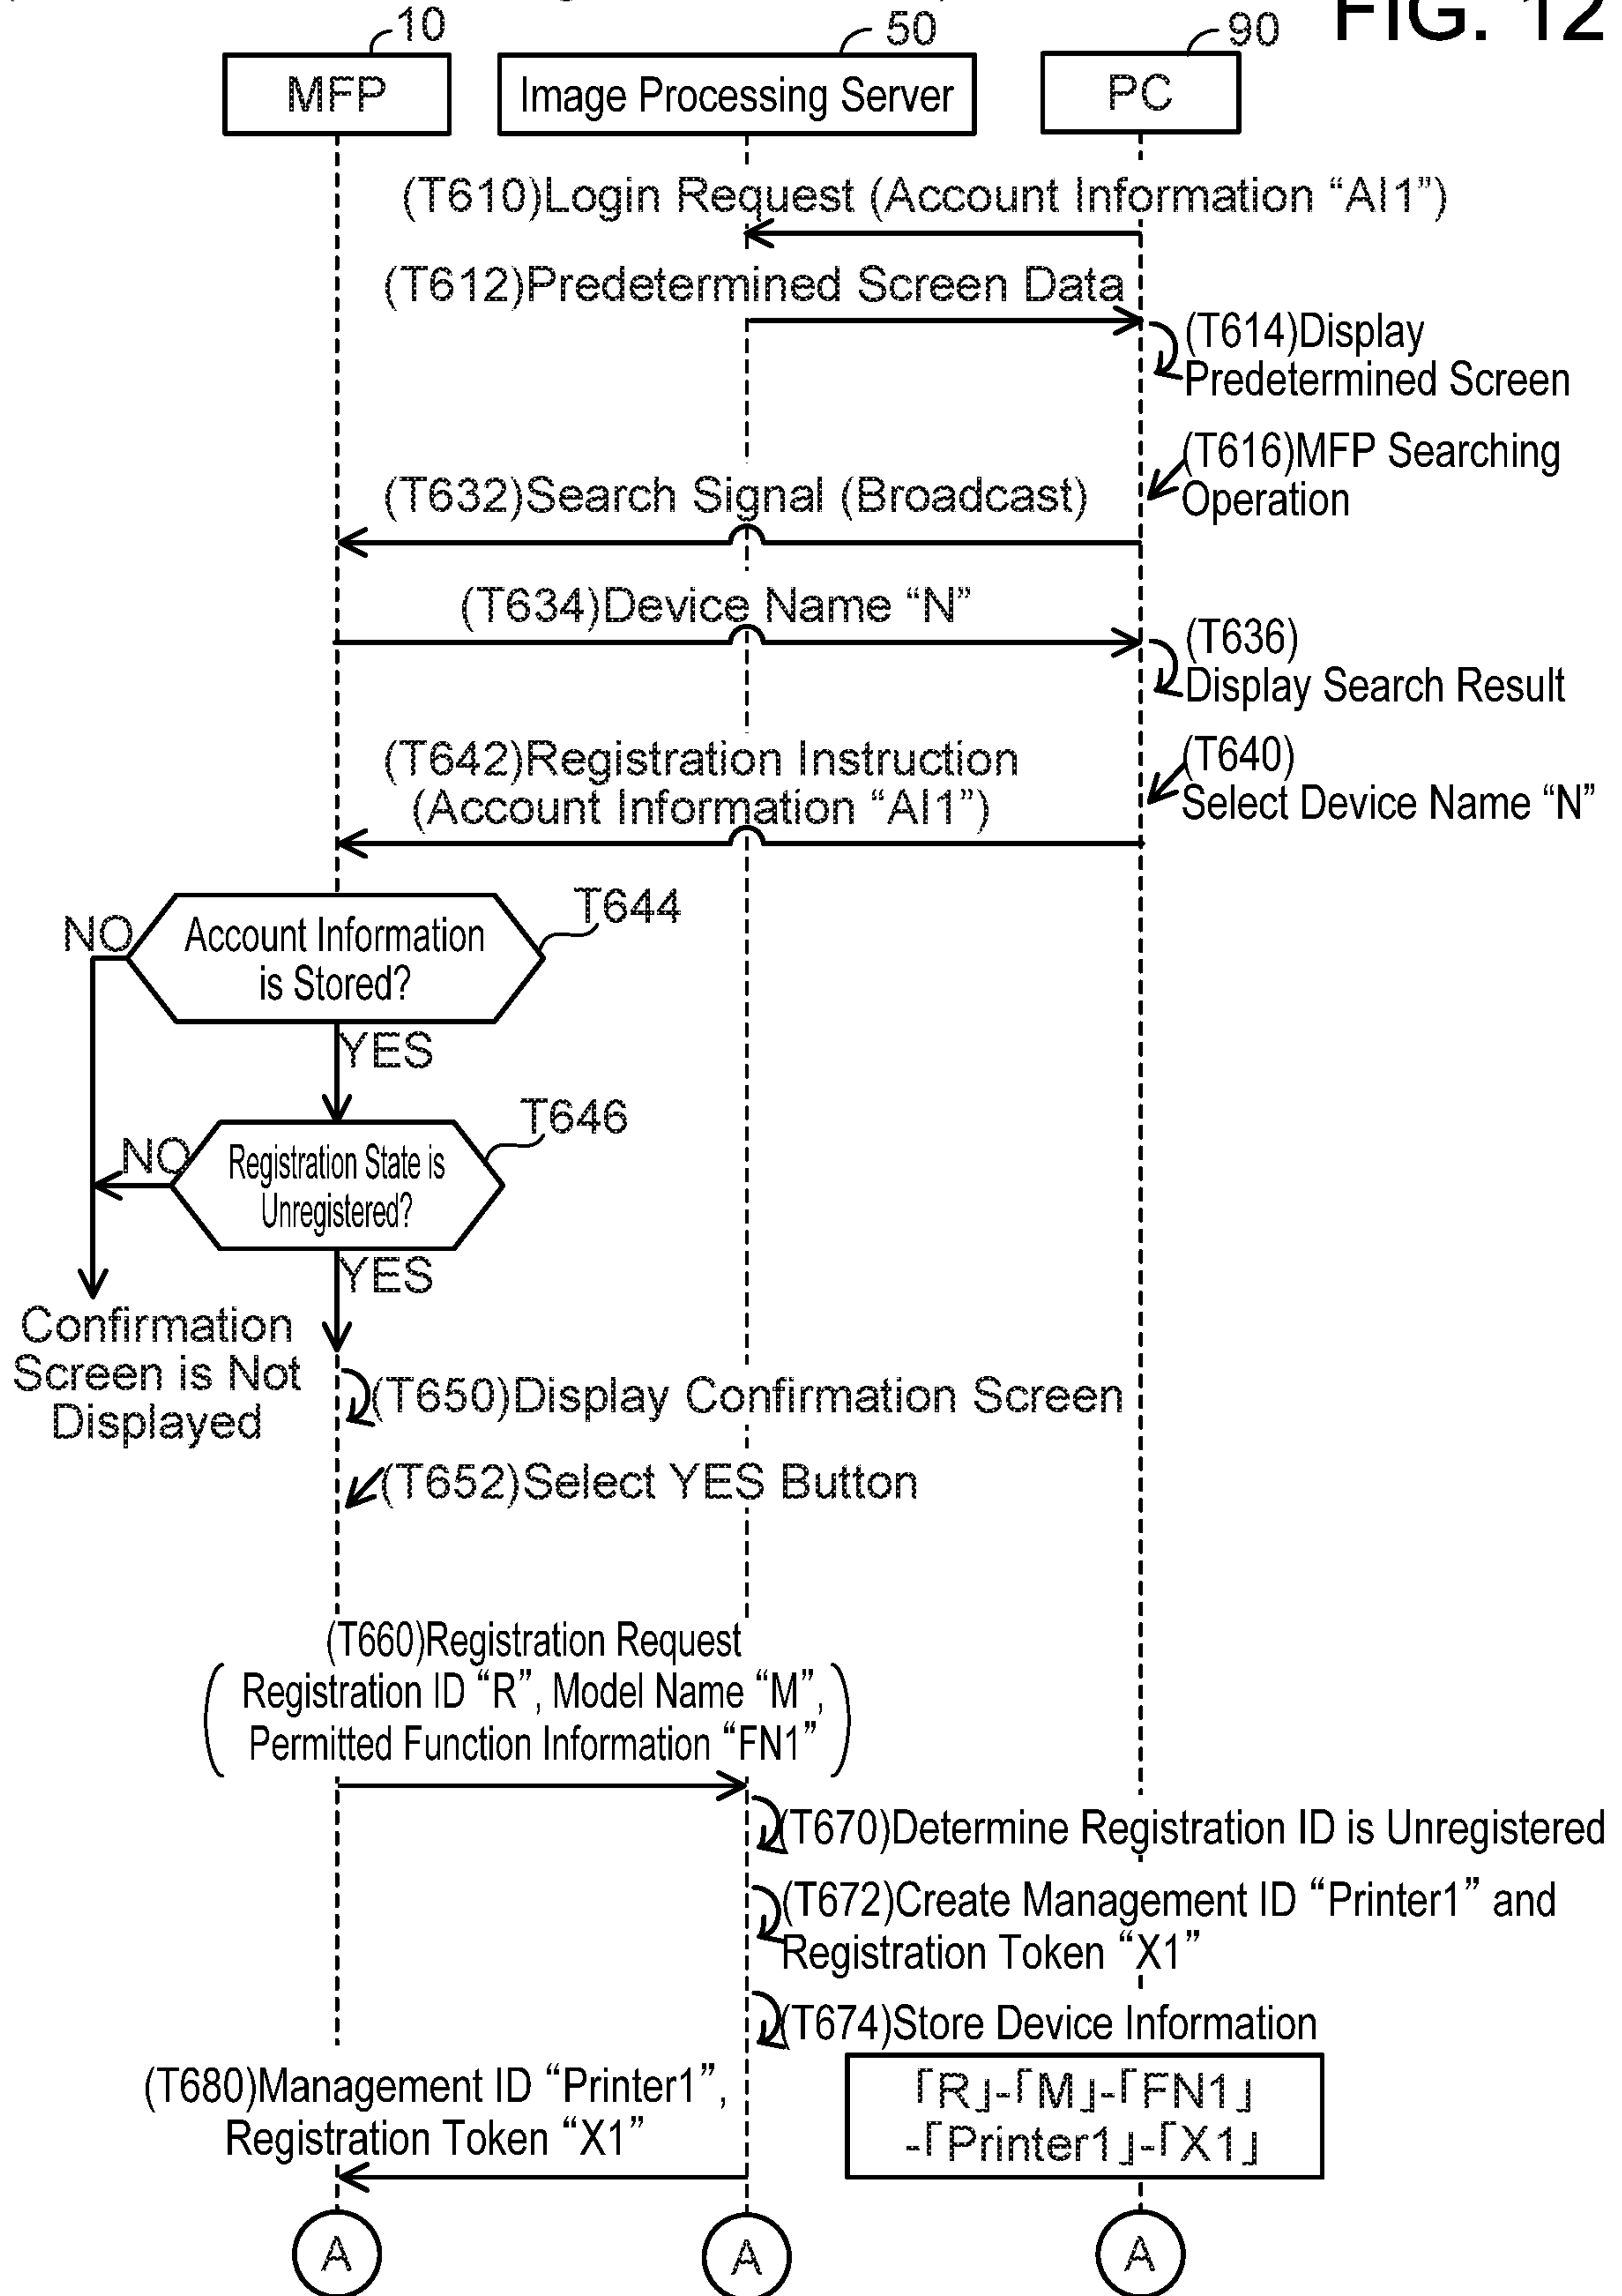 FIG. 12
10
50
90
MFP
Image Processing Server
PC
(T610)Login Request (Account Information “AI1”)
(T612)Predetermined Screen Data
(T614)Display
Predetermined Screen
(T616)MFP Searching
Operation
(T632)Search Signal (Broadcast)
(T634)Device Name “N”
(T636)
Display Search Result
(T640)
Select Device Name “N”
(T642)Registration Instruction
(Account Information “AI1”)
T644
NO
Account Information
is Stored?
YES
T646
NO
Registration State is
Unregistered?
YES
Confirmation
Screen is Not
Displayed
(T650)Display Confirmation Screen
(T652)Select YES Button
(T660)Registration Request
(Registration ID “R”, Model Name “M”,
Permitted Function Information “FN1”)
(T670)Determine Registration ID is Unregistered
(T672)Create Management ID “Printer1” and
Registration Token “X1”
(T674)Store Device Information
「R」-「M」-「FN1」
-「Printer1」-「X1」
(T680)Management ID “Printer1”,
Registration Token “X1”
A
A
A